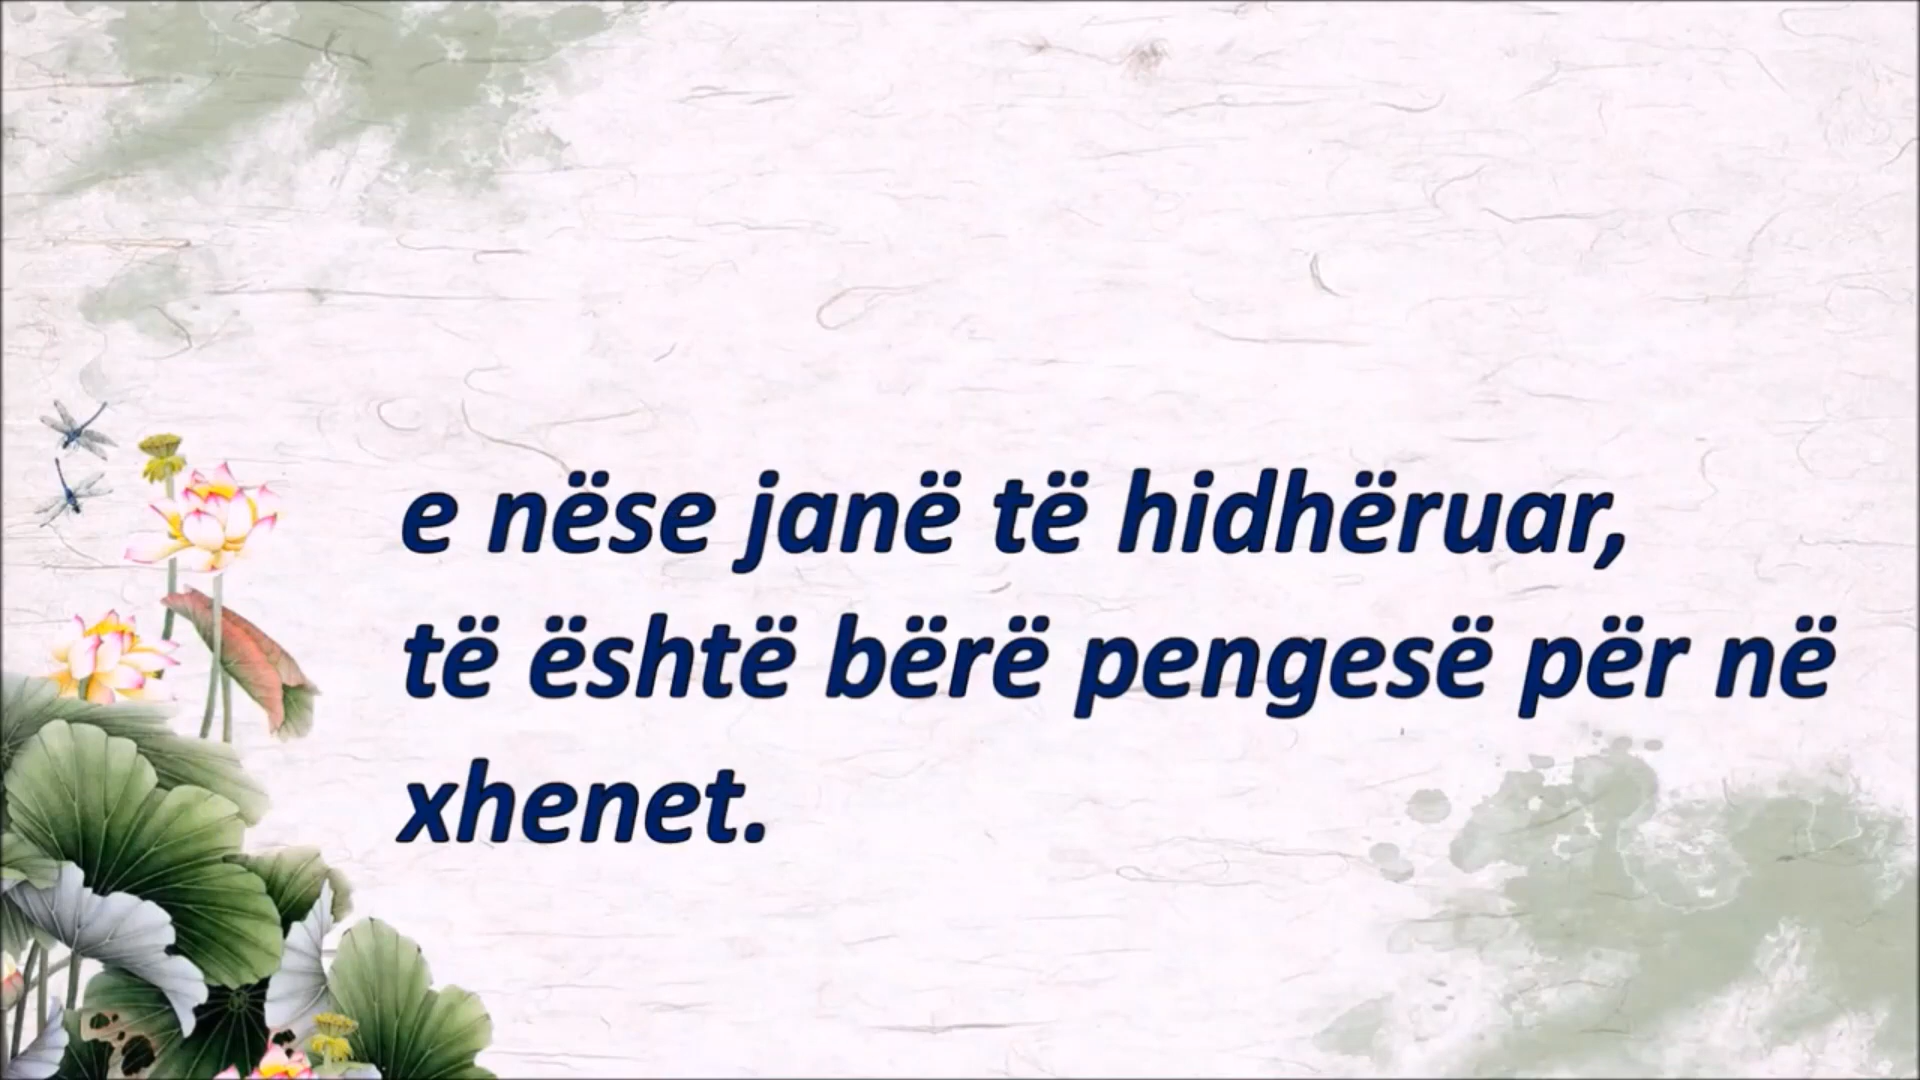 e nëse janë të hidhëruar,
të është bërë pengesë për në
xhenet.